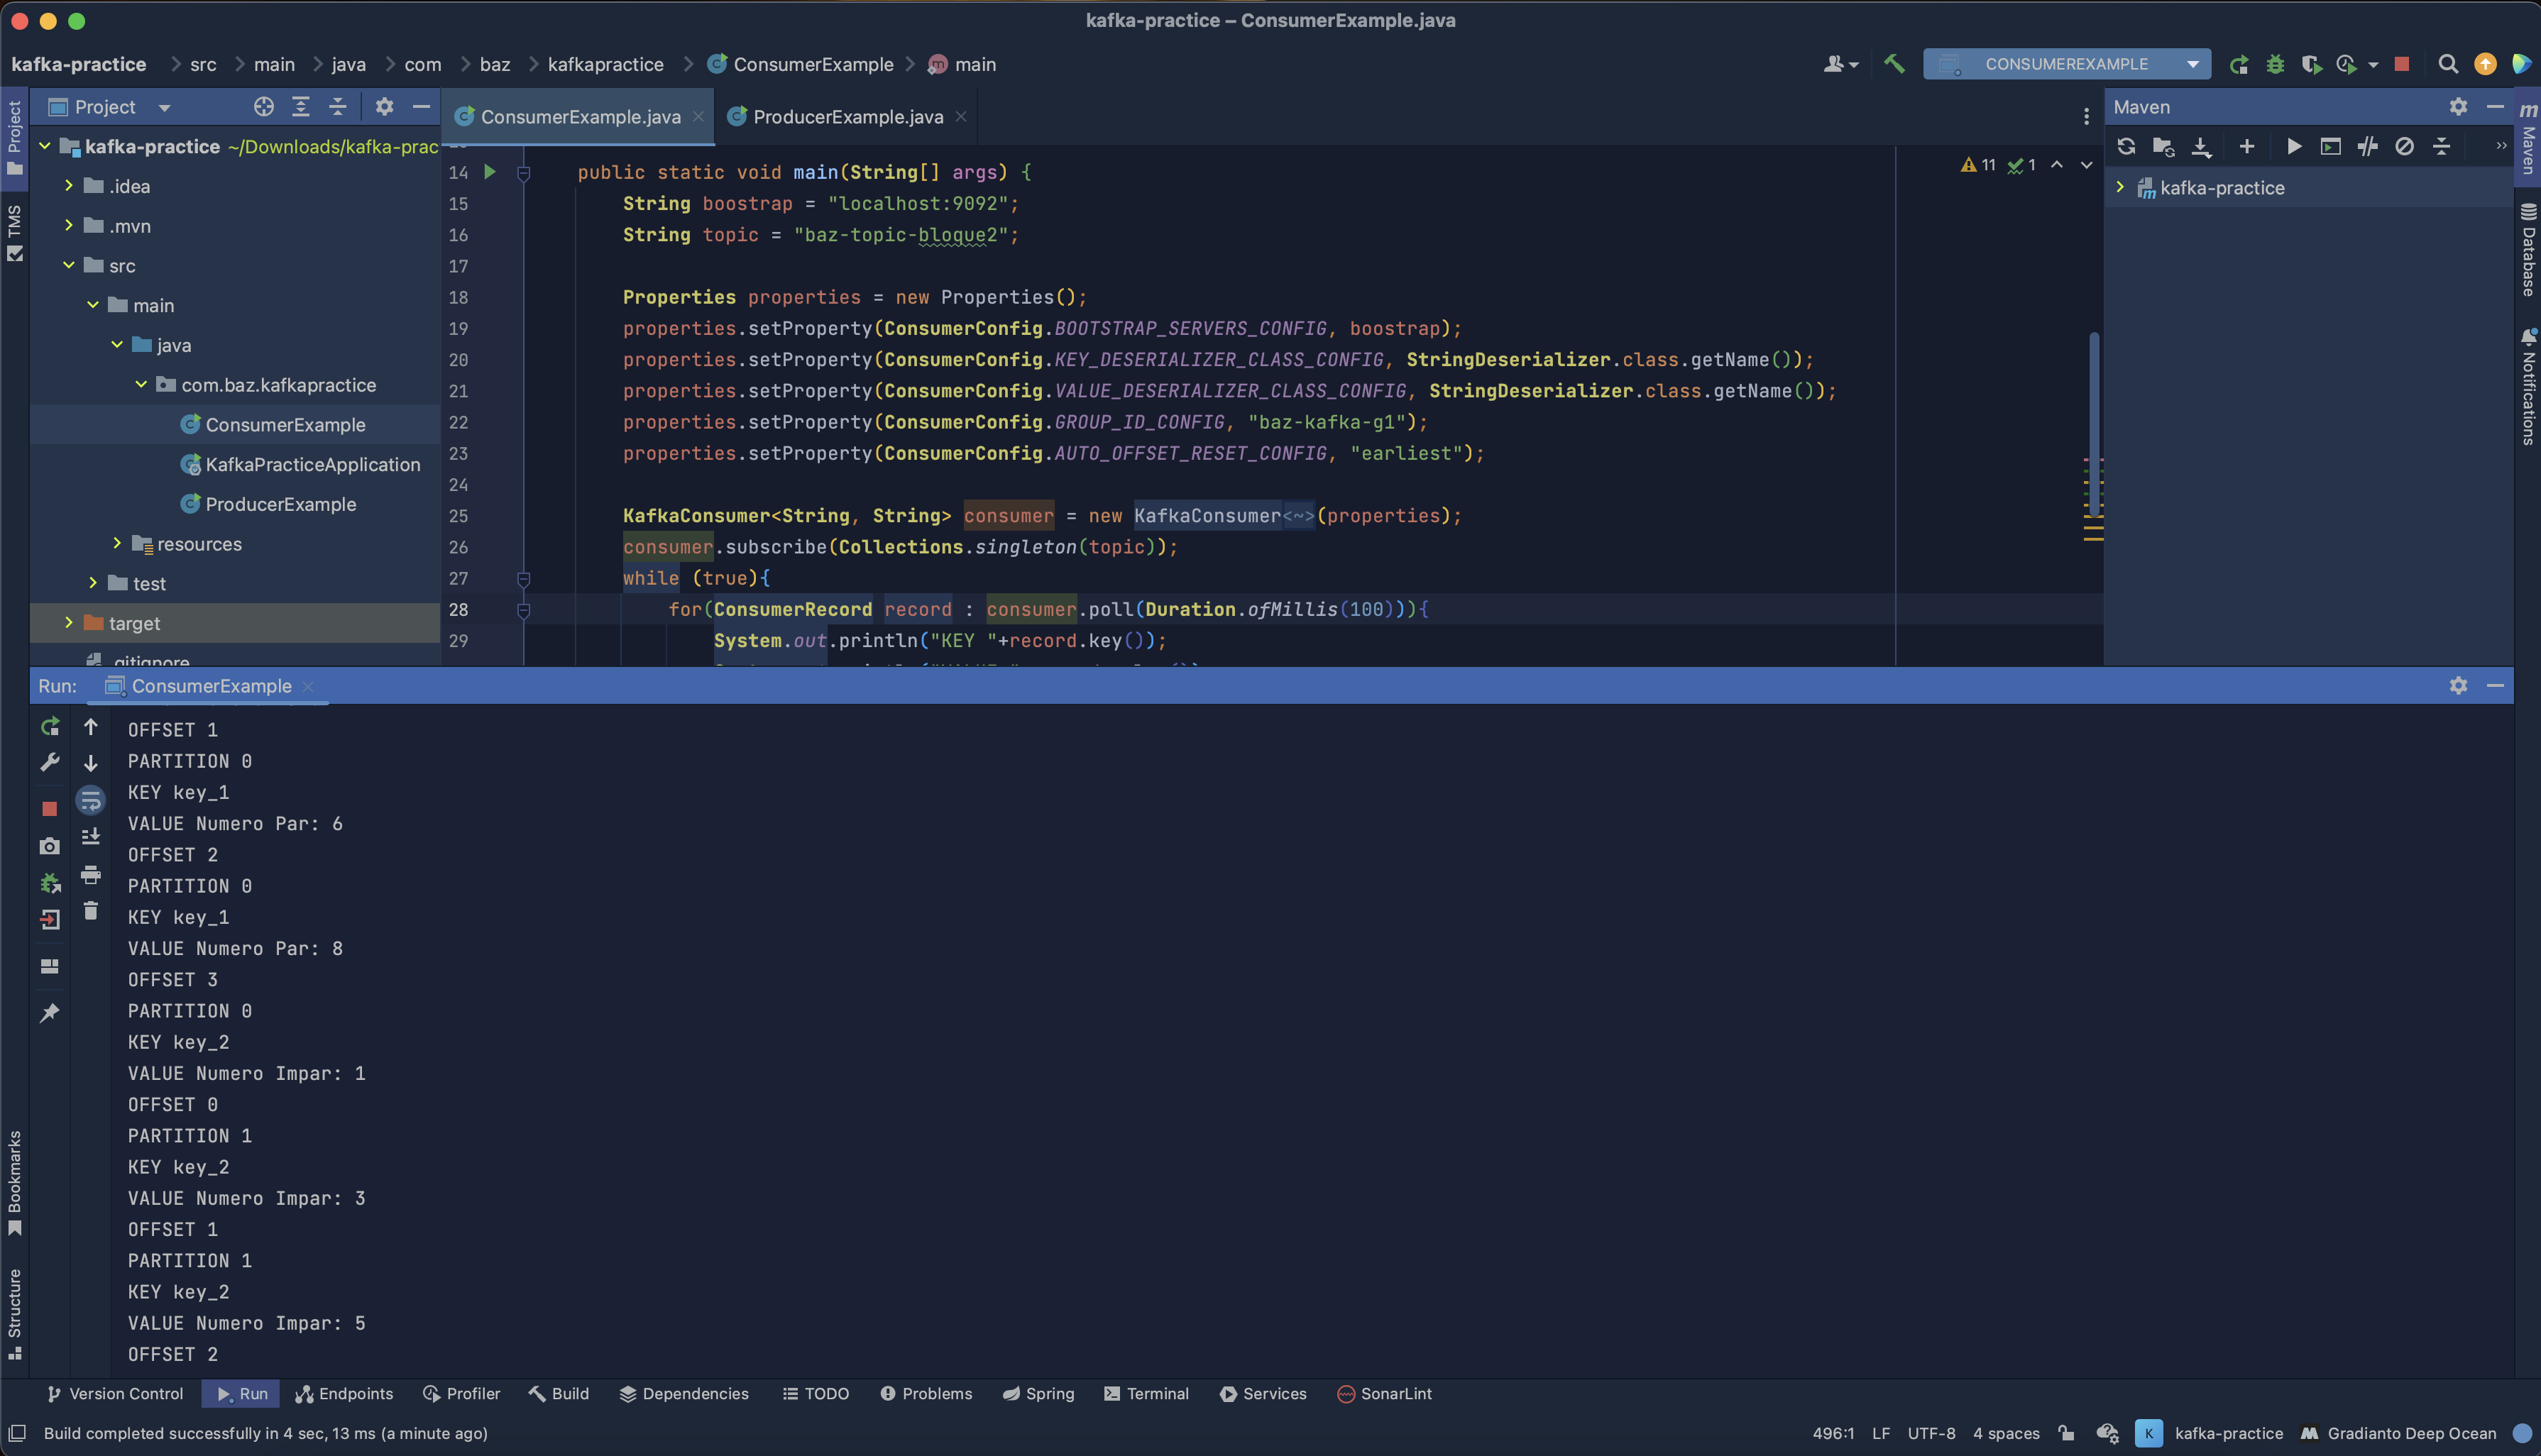 kafka-practice – ConsumerExample.java
kafka-practice > src > main > java > com > baz > kafkapractice > ConsumerExample > main
CONSUMEREXAMPLE
Project
ConsumerExample.java
ProducerExample.java
Maven
Project
TMS
kafka-practice ~/Downloads/kafka-prac
.idea
.mvn
src
main
java
com.baz.kafkapractice
ConsumerExample
KafkaPracticeApplication
ProducerExample
resources
test
target
.gitignore
11 1
14 public static void main(String[] args) {
15 String boostrap = "localhost:9092";
16 String topic = "baz-topic-bloque2";
17
18 Properties properties = new Properties();
19 properties.setProperty(ConsumerConfig.BOOTSTRAP_SERVERS_CONFIG, boostrap);
20 properties.setProperty(ConsumerConfig.KEY_DESERIALIZER_CLASS_CONFIG, StringDeserializer.class.getName());
21 properties.setProperty(ConsumerConfig.VALUE_DESERIALIZER_CLASS_CONFIG, StringDeserializer.class.getName());
22 properties.setProperty(ConsumerConfig.GROUP_ID_CONFIG, "baz-kafka-g1");
23 properties.setProperty(ConsumerConfig.AUTO_OFFSET_RESET_CONFIG, "earliest");
24
25 KafkaConsumer<String, String> consumer = new KafkaConsumer<~>(properties);
26 consumer.subscribe(Collections.singleton(topic));
27 while (true){
28 for(ConsumerRecord record : consumer.poll(Duration.ofMillis(100))){
29 System.out.println("KEY "+record.key());
kafka-practice
Maven
Database
Notifications
Run: ConsumerExample
OFFSET 1
PARTITION 0
KEY key_1
VALUE Numero Par: 6
OFFSET 2
PARTITION 0
KEY key_1
VALUE Numero Par: 8
OFFSET 3
PARTITION 0
KEY key_2
VALUE Numero Impar: 1
OFFSET 0
PARTITION 1
KEY key_2
VALUE Numero Impar: 3
OFFSET 1
PARTITION 1
KEY key_2
VALUE Numero Impar: 5
OFFSET 2
Bookmarks
Structure
Version Control Run Endpoints Profiler Build Dependencies TODO Problems Spring Terminal Services SonarLint
Build completed successfully in 4 sec, 13 ms (a minute ago)
496:1 LF UTF-8 4 spaces K kafka-practice Gradianto Deep Ocean